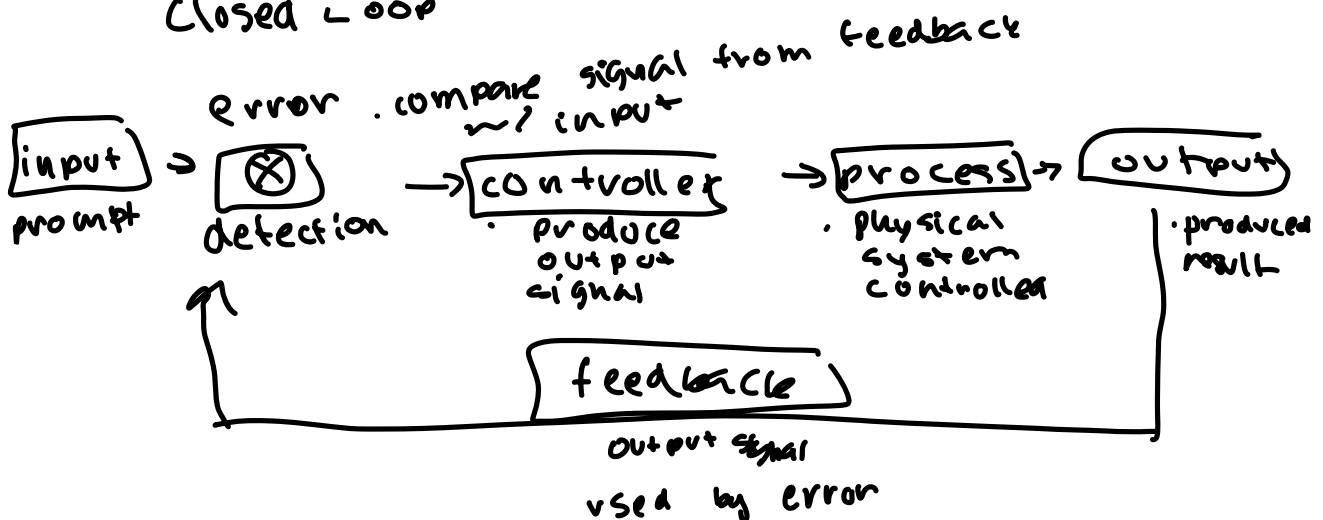 Closed Loop
error . compare signal from feedback
w/ input
input → ⊗ → controller → process → output
prompt
detection
. produce
output
signal
. physical
system
controlled
. produced
result
feedback
output signal
used by error